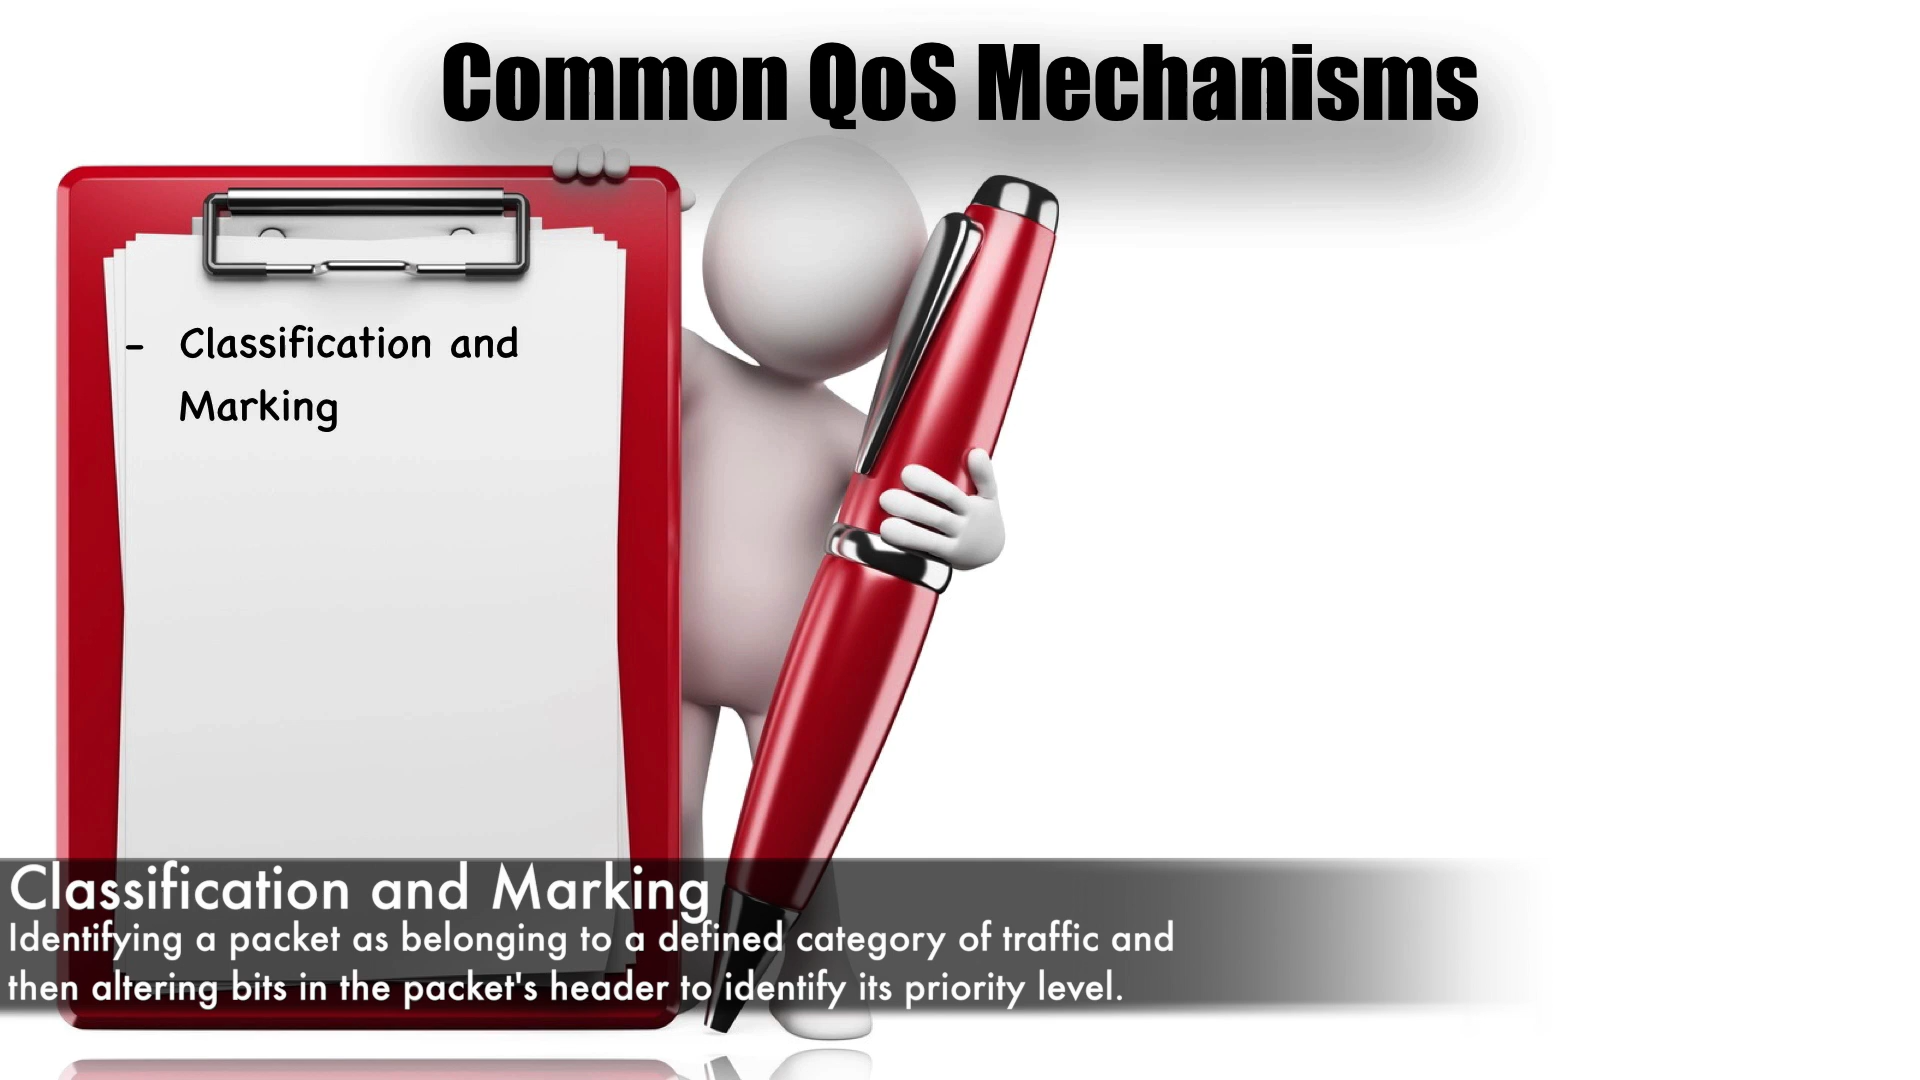 Common QoS Mechanisms
- Classification and
Marking
Classification and Marking
Identifying a packet as belonging to a defined category of traffic and
then altering bits in the packet's header to identify its priority level.